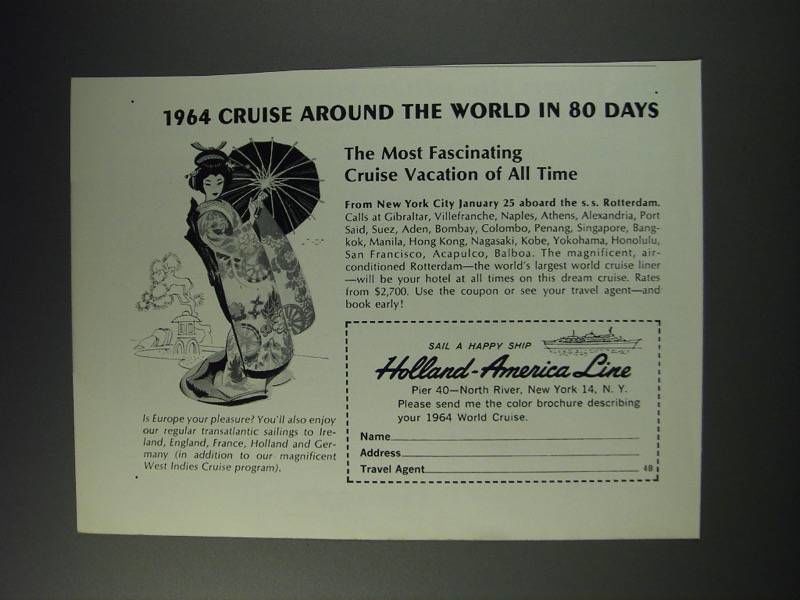 1964 CRUISE AROUND THE WORLD IN 80 DAYS
The Most Fascinating
Cruise Vacation of All Time
From New York City January 25 aboard the s.s. Rotterdam.
Calls at Gibraltar, Villefranche, Naples, Athens, Alexandria, Port
Said, Suez, Aden, Bombay, Colombo, Penang, Singapore, Bang-
kok, Manila, Hong Kong, Nagasaki, Kobe, Yokohama, Honolulu,
San Francisco, Acapulco, Balboa. The magnificent, air-
conditioned Rotterdam—the world's largest world cruise liner
—will be your hotel at all times on this dream cruise. Rates
from $2,700. Use the coupon or see your travel agent—and
book early!
Is Europe your pleasure? You'll also enjoy
our regular transatlantic sailings to Ire-
land, England, France, Holland and Ger-
many (in addition to our magnificent
West Indies Cruise program).
SAIL A HAPPY SHIP
Holland-America Line
Pier 40—North River, New York 14, N. Y.
Please send me the color brochure describing
your 1964 World Cruise.
Name
Address
Travel Agent 4B